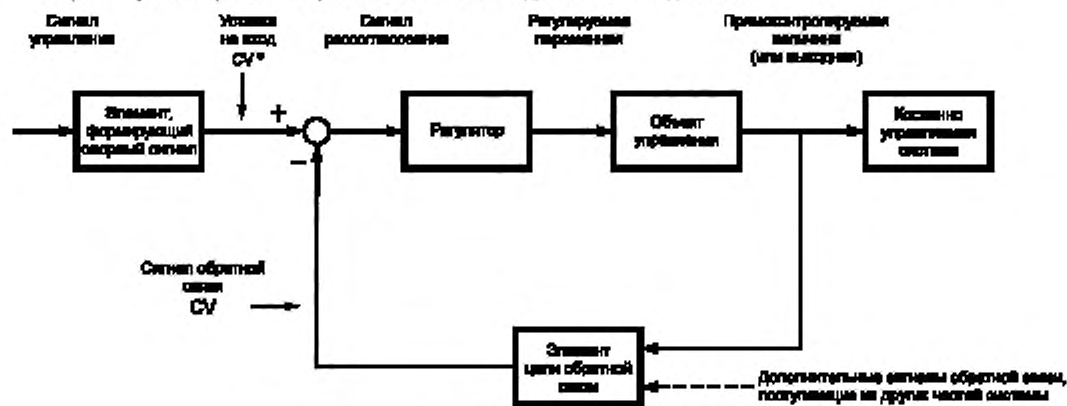 Сигнал
управления
Уставка
на вход
CV*
Сигнал
рассогласования
Регулируемая
переменная
Прямоконтролируемая
величина
(или выходная)
Элемент,
формирующий
опорный сигнал
+
−
Регулятор
Объект
управления
Косвенно
управляемая
система
Сигнал обратной
связи
CV
Элемент
цепи обратной
связи
Дополнительные сигналы обратной связи,
поступающие из других частей системы